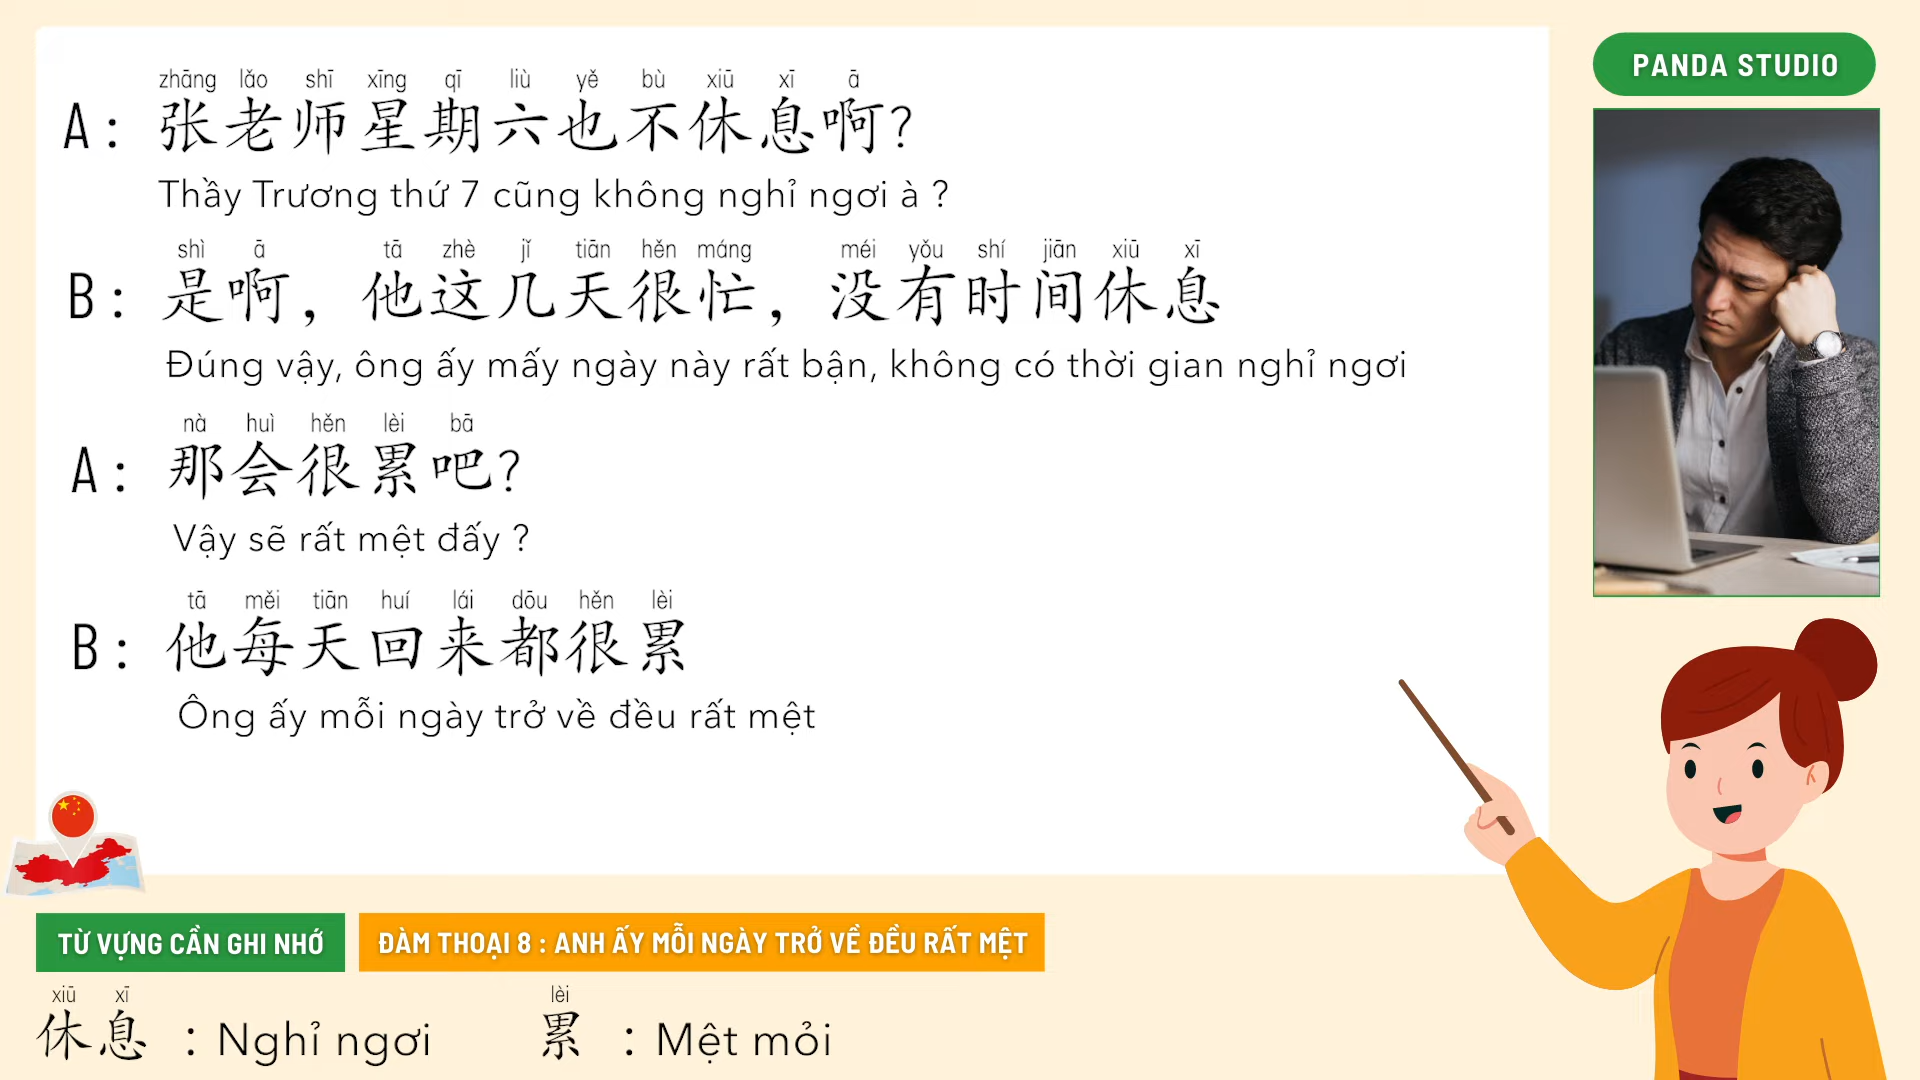 PANDA STUDIO
zhāng lǎo shī xīng qī liù yě bù xiū xī ā
A : 张老师星期六也不休息啊?
Thầy Trương thứ 7 cũng không nghỉ ngơi à ?
shì ā tā zhè jǐ tiān hěn máng méi yǒu shí jiān xiū xī
B : 是啊，他这几天很忙，没有时间休息
Đúng vậy, ông ấy mấy ngày này rất bận, không có thời gian nghỉ ngơi
nà huì hěn lèi bā
A : 那会很累吧?
Vậy sẽ rất mệt đấy ?
tā měi tiān huí lái dōu hěn lèi
B : 他每天回来都很累
Ông ấy mỗi ngày trở về đều rất mệt
TỪ VỰNG CẦN GHI NHỚ
ĐÀM THOẠI 8 : ANH ẤY MỖI NGÀY TRỞ VỀ ĐỀU RẤT MỆT
xiū xī lèi
休息 : Nghỉ ngơi 累 : Mệt mỏi